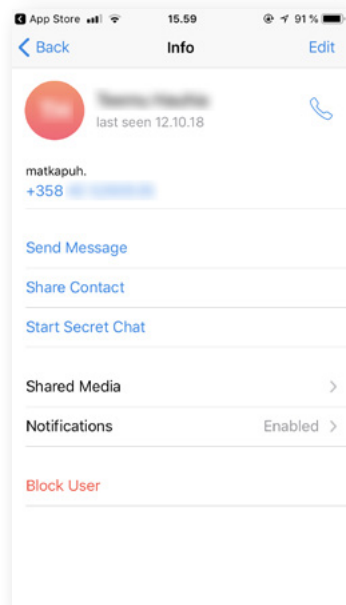 App Store 15.59 91 %
Back Info Edit
last seen 12.10.18
matkapuh.
+358
Send Message
Share Contact
Start Secret Chat
Shared Media
Notifications Enabled
Block User